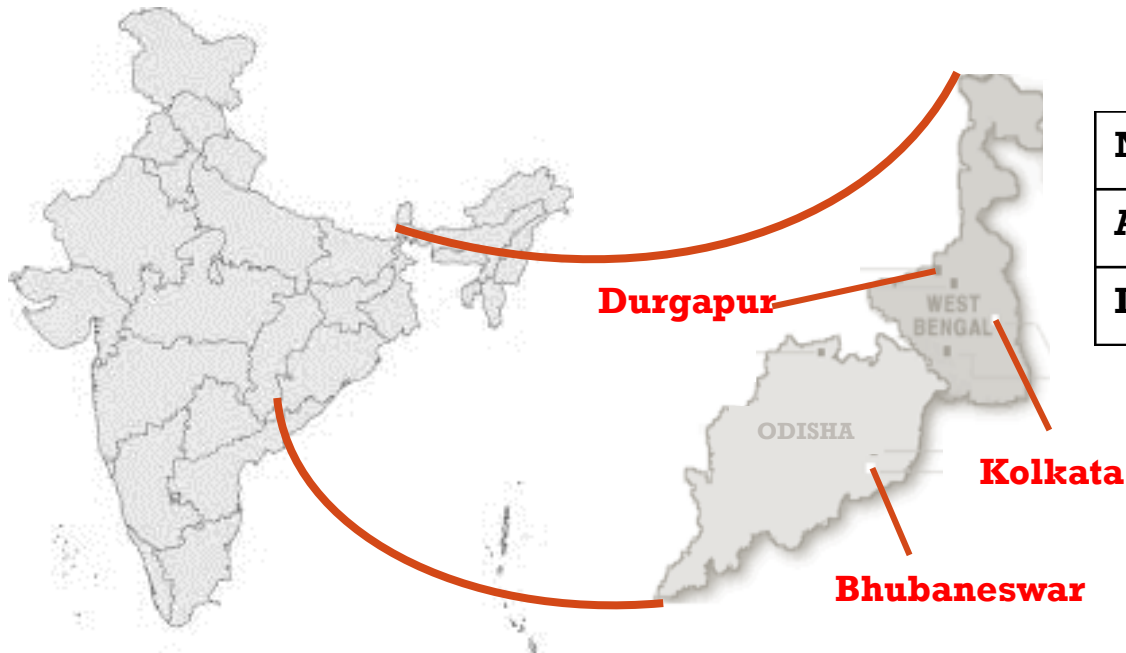 Durgapur
WEST
BENGAL
ODISHA
Kolkata
Bhubaneswar